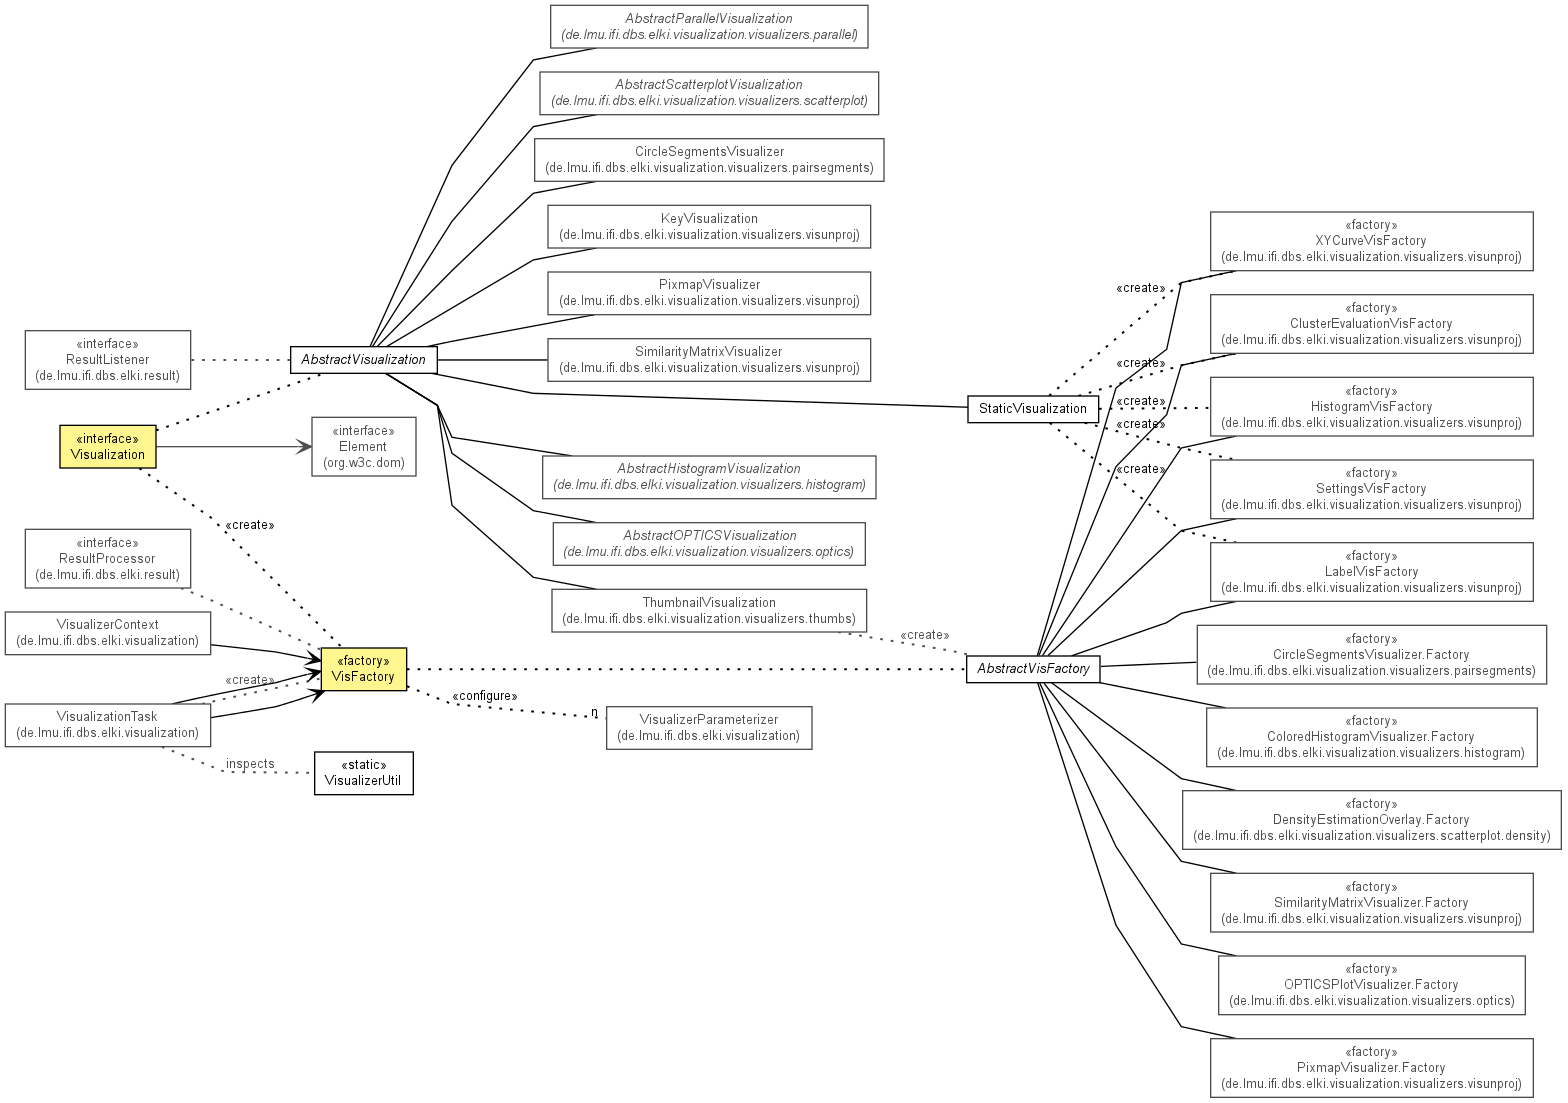 AbstractParallelVisualization
(de.lmu.ifi.dbs.elki.visualization.visualizers.parallel)
AbstractScatterplotVisualization
(de.lmu.ifi.dbs.elki.visualization.visualizers.scatterplot)
CircleSegmentsVisualizer
(de.lmu.ifi.dbs.elki.visualization.visualizers.pairsegments)
KeyVisualization
(de.lmu.ifi.dbs.elki.visualization.visualizers.visunproj)
PixmapVisualizer
(de.lmu.ifi.dbs.elki.visualization.visualizers.visunproj)
SimilarityMatrixVisualizer
(de.lmu.ifi.dbs.elki.visualization.visualizers.visunproj)
«interface»
ResultListener
(de.lmu.ifi.dbs.elki.result)
AbstractVisualization
«interface»
Visualization
«interface»
Element
(org.w3c.dom)
«create»
«interface»
ResultProcessor
(de.lmu.ifi.dbs.elki.result)
VisualizerContext
(de.lmu.ifi.dbs.elki.visualization)
«factory»
VisFactory
«create»
VisualizationTask
(de.lmu.ifi.dbs.elki.visualization)
inspects
«static»
VisualizerUtil
AbstractHistogramVisualization
(de.lmu.ifi.dbs.elki.visualization.visualizers.histogram)
AbstractOPTICSVisualization
(de.lmu.ifi.dbs.elki.visualization.visualizers.optics)
ThumbnailVisualization
(de.lmu.ifi.dbs.elki.visualization.visualizers.thumbs)
«create»
«configure»
n
VisualizerParameterizer
(de.lmu.ifi.dbs.elki.visualization)
StaticVisualization
AbstractVisFactory
«create»
«create»
«create»
«create»
«create»
«factory»
XYCurveVisFactory
(de.lmu.ifi.dbs.elki.visualization.visualizers.visunproj)
«factory»
ClusterEvaluationVisFactory
(de.lmu.ifi.dbs.elki.visualization.visualizers.visunproj)
«factory»
HistogramVisFactory
(de.lmu.ifi.dbs.elki.visualization.visualizers.visunproj)
«factory»
SettingsVisFactory
(de.lmu.ifi.dbs.elki.visualization.visualizers.visunproj)
«factory»
LabelVisFactory
(de.lmu.ifi.dbs.elki.visualization.visualizers.visunproj)
«factory»
CircleSegmentsVisualizer.Factory
(de.lmu.ifi.dbs.elki.visualization.visualizers.pairsegments)
«factory»
ColoredHistogramVisualizer.Factory
(de.lmu.ifi.dbs.elki.visualization.visualizers.histogram)
«factory»
DensityEstimationOverlay.Factory
(de.lmu.ifi.dbs.elki.visualization.visualizers.scatterplot.density)
«factory»
SimilarityMatrixVisualizer.Factory
(de.lmu.ifi.dbs.elki.visualization.visualizers.visunproj)
«factory»
OPTICSPlotVisualizer.Factory
(de.lmu.ifi.dbs.elki.visualization.visualizers.optics)
«factory»
PixmapVisualizer.Factory
(de.lmu.ifi.dbs.elki.visualization.visualizers.visunproj)